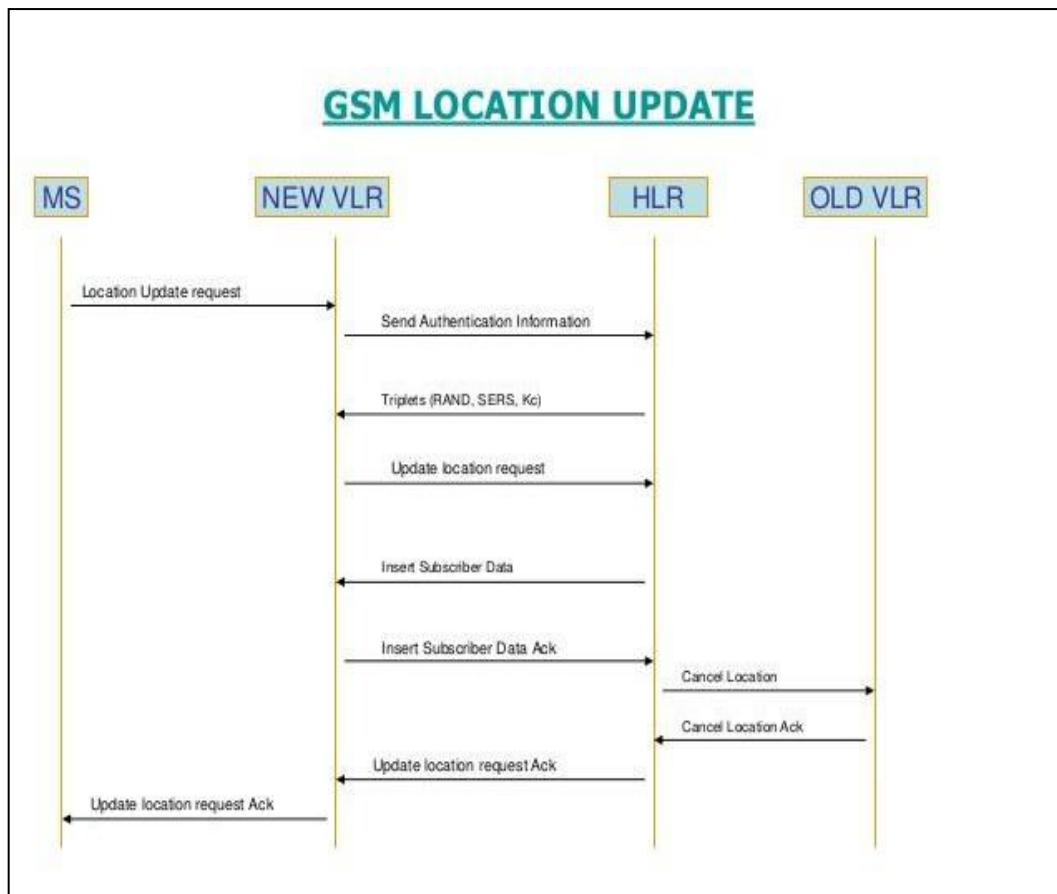 GSM LOCATION UPDATE
MS
NEW VLR
HLR
OLD VLR
Location Update request
Send Authentication Information
Triplets (RAND, SERS, Kc)
Update location request
Insert Subscriber Data
Insert Subscriber Data Ack
Cancel Location
Cancel Location Ack
Update location request Ack
Update location request Ack